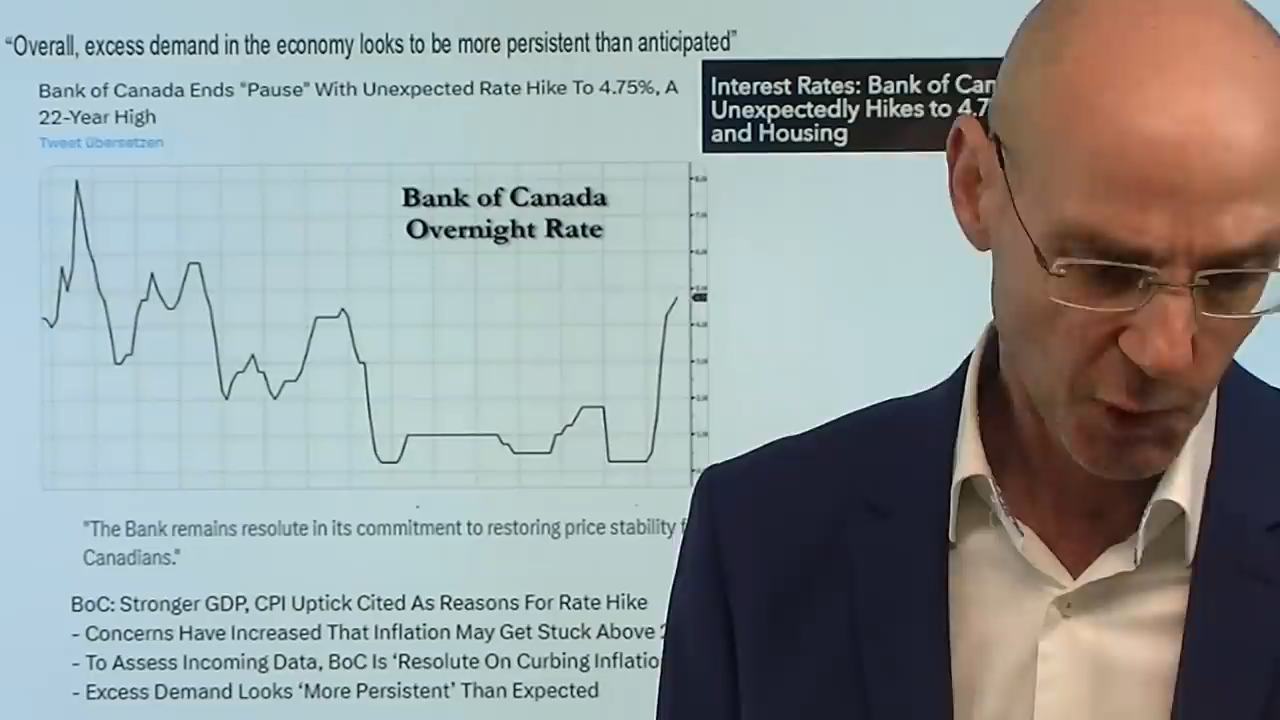 “Overall, excess demand in the economy looks to be more persistent than anticipated”
Bank of Canada Ends "Pause" With Unexpected Rate Hike To 4.75%, A
22-Year High
Tweet übersetzen
Interest Rates: Bank of Can
Unexpectedly Hikes to 4.7
and Housing
Bank of Canada
Overnight Rate
"The Bank remains resolute in its commitment to restoring price stability
Canadians."
BoC: Stronger GDP, CPI Uptick Cited As Reasons For Rate Hike
- Concerns Have Increased That Inflation May Get Stuck Above
- To Assess Incoming Data, BoC Is ‘Resolute On Curbing Inflatio
- Excess Demand Looks ‘More Persistent’ Than Expected